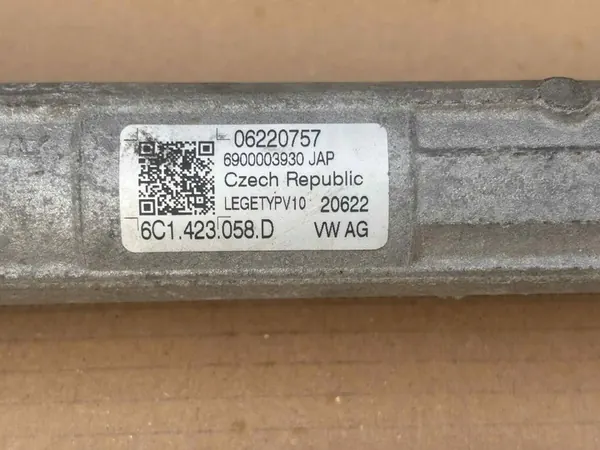 06220757
6900003930 JAP
Czech Republic
LEGETYPV10 20622
6C1.423.058.D VW AG